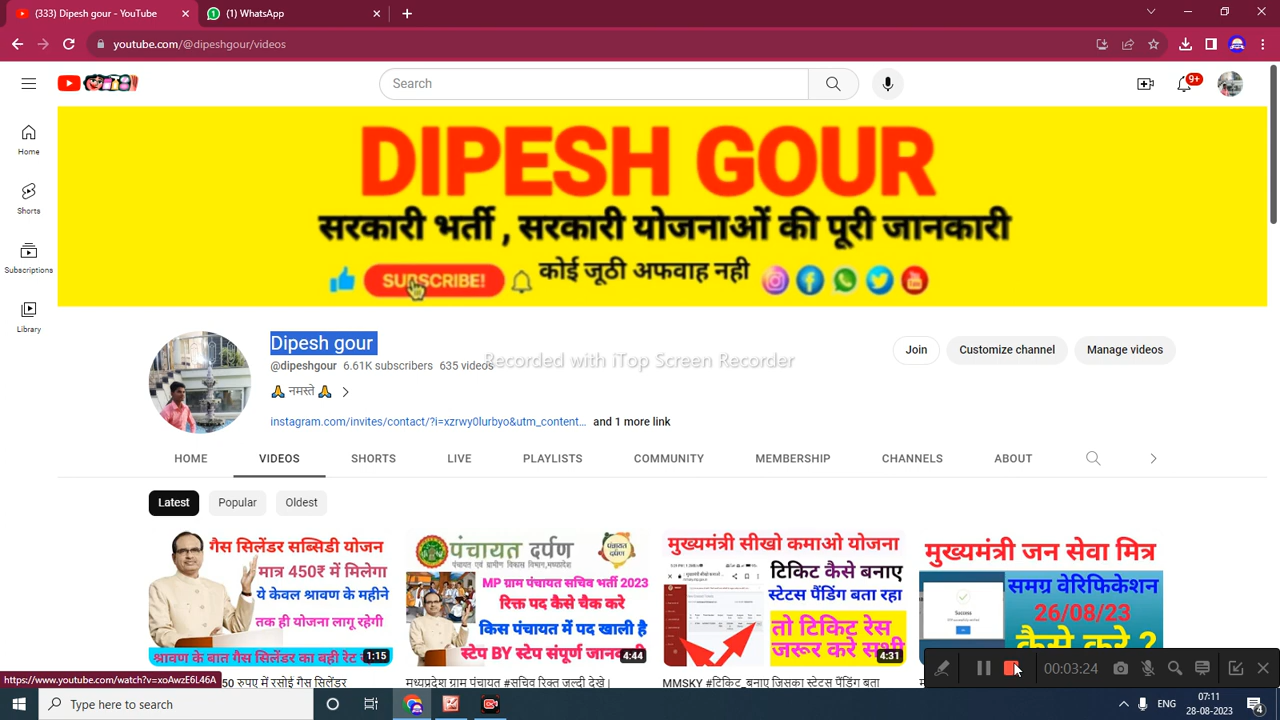 (333) Dipesh gour - YouTube
(1) WhatsApp
youtube.com/@dipeshgour/videos
Search
9+
Home
Shorts
Subscriptions
Library
DIPESH GOUR
सरकारी भर्ती , सरकारी योजनाओं की पूरी जानकारी
SUBSCRIBE!
कोई जूठी अफवाह नही
Dipesh gour
@dipeshgour 6.61K subscribers 635 videos
Recorded with iTop Screen Recorder
🙏 नमस्ते 🙏
instagram.com/invites/contact/?i=xzrwy0lurbyo&utm_content... and 1 more link
Join
Customize channel
Manage videos
HOME
VIDEOS
SHORTS
LIVE
PLAYLISTS
COMMUNITY
MEMBERSHIP
CHANNELS
ABOUT
Latest
Popular
Oldest
गैस सिलेंडर सब्सिडी योजन
मात्र 450₹ में मिलेगा
ये केवल श्रावण के महीने
तक ही योजना लागू रहेगी
श्रावण के बात गैस सिलेंडर का बही रेट
1:15
पंचायत दर्पण
MP ग्राम पंचायत सचिव भर्ती 2023
रिक्त पद कैसे चैक करे
किस पंचायत में पद खाली है
स्टेप BY स्टेप संपूर्ण
4:44
मुख्यमंत्री सीखो कमाओ योजना
टिकिट कैसे बनाए
स्टेटस पैंडिंग बता रहा
तो टिकिट रेस
जरूर करे
4:31
मुख्यमंत्री जन सेवा मित्र
समग्र वेरिफिकेशन
26/08/23
कैसे करे ?
Success
50 रुपए में रसोई गैस सिलेंडर
मध्यप्रदेश पंचायत #सचिव रिक्त जल्दी देखे।
MMSKY #टिकिट_बनाए जिसका स्टेटस पैंडिंग बता
https://www.youtube.com/watch?v=xoAwzE6L46A
00:03:24
Type here to search
ENG
07:11
28-08-2023
4